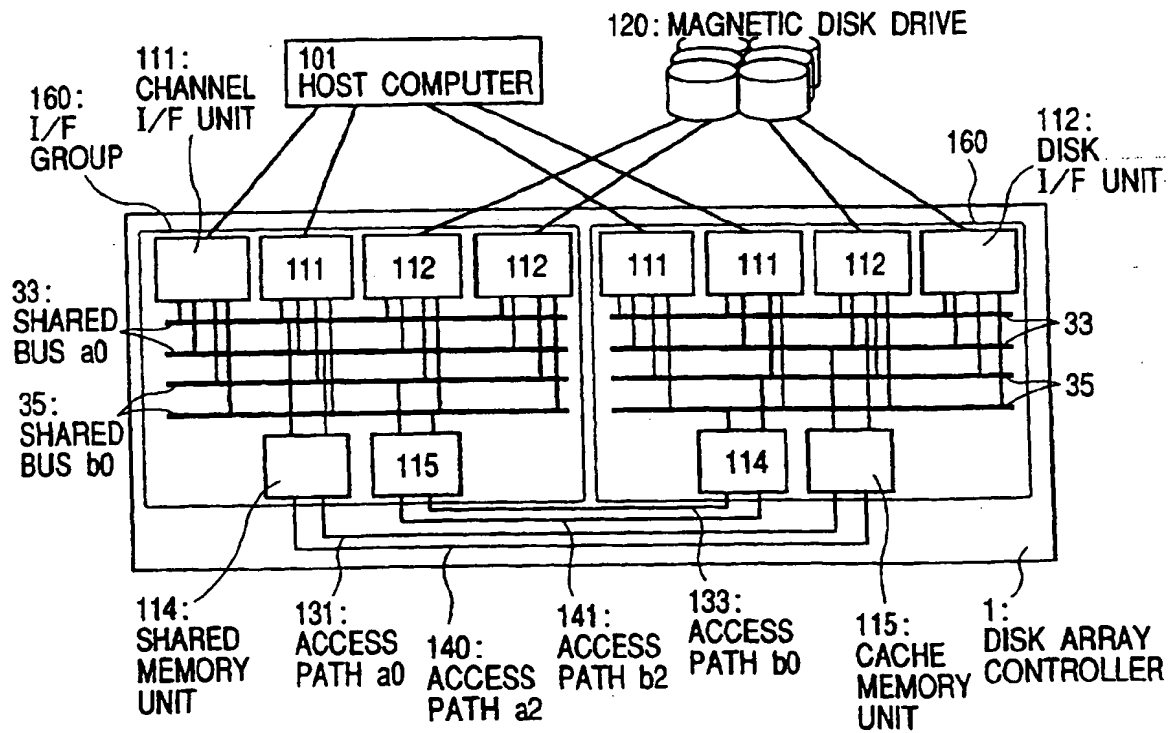 120: MAGNETIC DISK DRIVE
111:
CHANNEL
I/F UNIT
101
HOST COMPUTER
160:
I/F
GROUP
112:
DISK
I/F UNIT
160
111
112
112
111
111
112
33:
SHARED
BUS a0
33
35:
SHARED
BUS b0
35
115
114
114:
SHARED
MEMORY
UNIT
131:
ACCESS
PATH a0
140:
ACCESS
PATH a2
141:
ACCESS
PATH b2
133:
ACCESS
PATH b0
115:
CACHE
MEMORY
UNIT
1:
DISK ARRAY
CONTROLLER